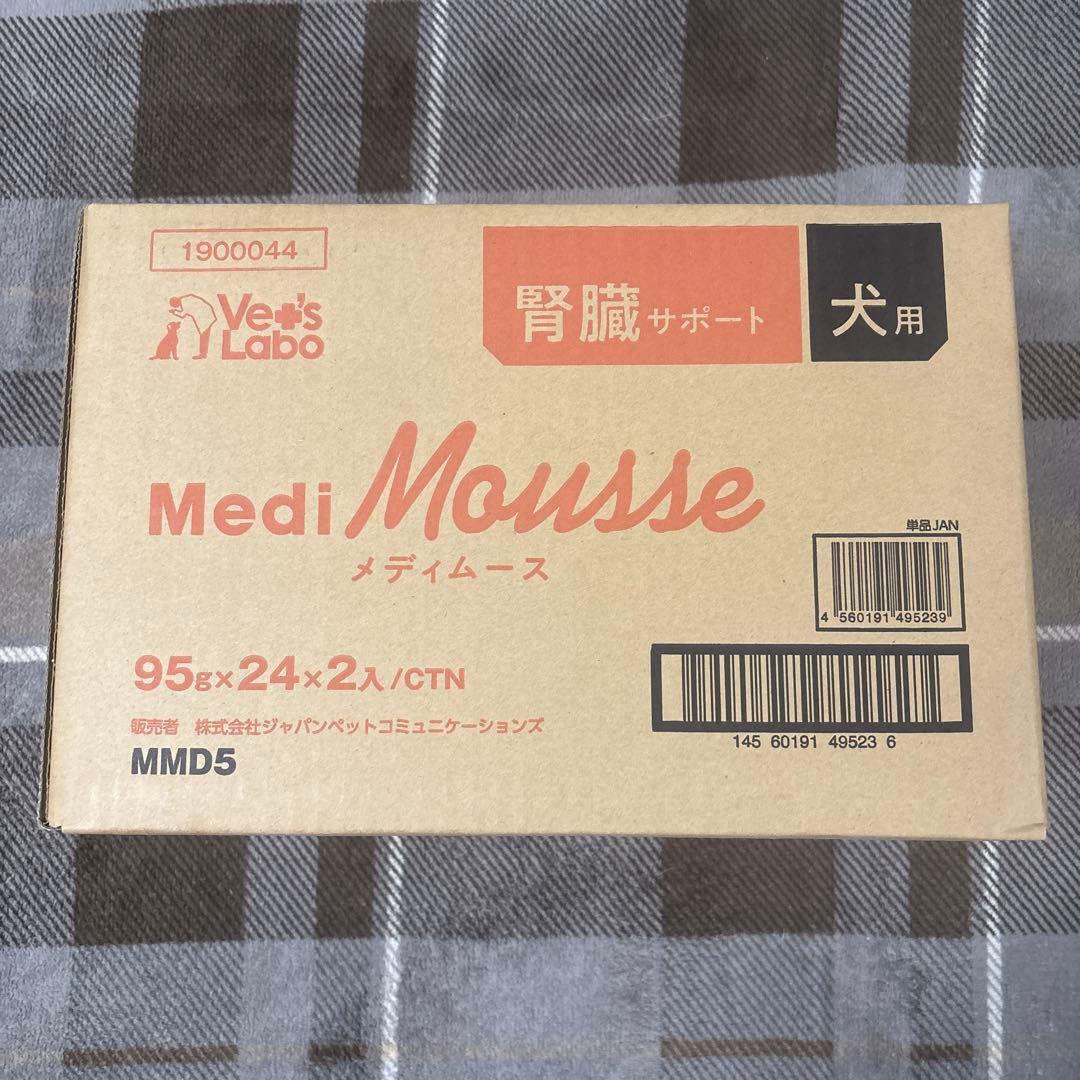 1900044
Vet's
Labo
腎臓サポート
犬用
Medi Mousse
メディムース
単品JAN
4 560191 495239
95g×24×2入/CTN
販売者 株式会社ジャパンペットコミュニケーションズ
MMD5
145 60191 49523 6